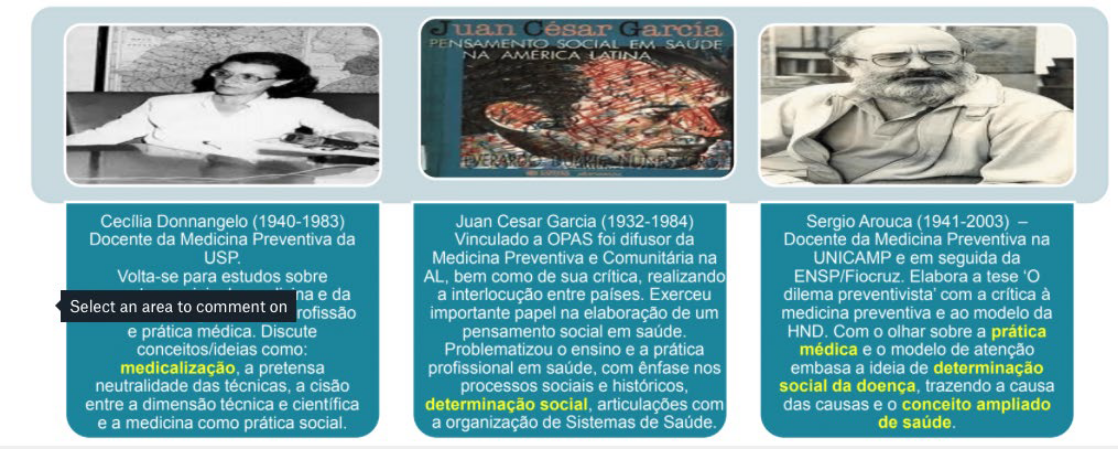 Juan César García
PENSAMENTO SOCIAL EM SAÚDE
NA AMÉRICA LATINA
Cecília Donnangelo (1940-1983)
Docente da Medicina Preventiva da
USP.
Volta-se para estudos sobre
e da
Select an area to comment on
e prática médica. Discute
conceitos/ideias como:
medicalização, a pretensa
neutralidade das técnicas, a cisão
entre a dimensão técnica e científica
e a medicina como prática social.
Juan Cesar Garcia (1932-1984)
Vinculado a OPAS foi difusor da
Medicina Preventiva e Comunitária na
AL, bem como de sua crítica, realizando
a interlocução entre países. Exerceu
importante papel na elaboração de um
pensamento social em saúde.
Problematizou o ensino e a prática
profissional em saúde, com ênfase nos
processos sociais e históricos,
determinação social, articulações com
a organização de Sistemas de Saúde.
Sergio Arouca (1941-2003) –
Docente da Medicina Preventiva na
UNICAMP e em seguida da
ENSP/Fiocruz. Elabora a tese ‘O
dilema preventivista’ com a crítica à
medicina preventiva e ao modelo da
HND. Com o olhar sobre a prática
médica e o modelo de atenção
embasa a ideia de determinação
social da doença, trazendo a causa
das causas e o conceito ampliado
de saúde.